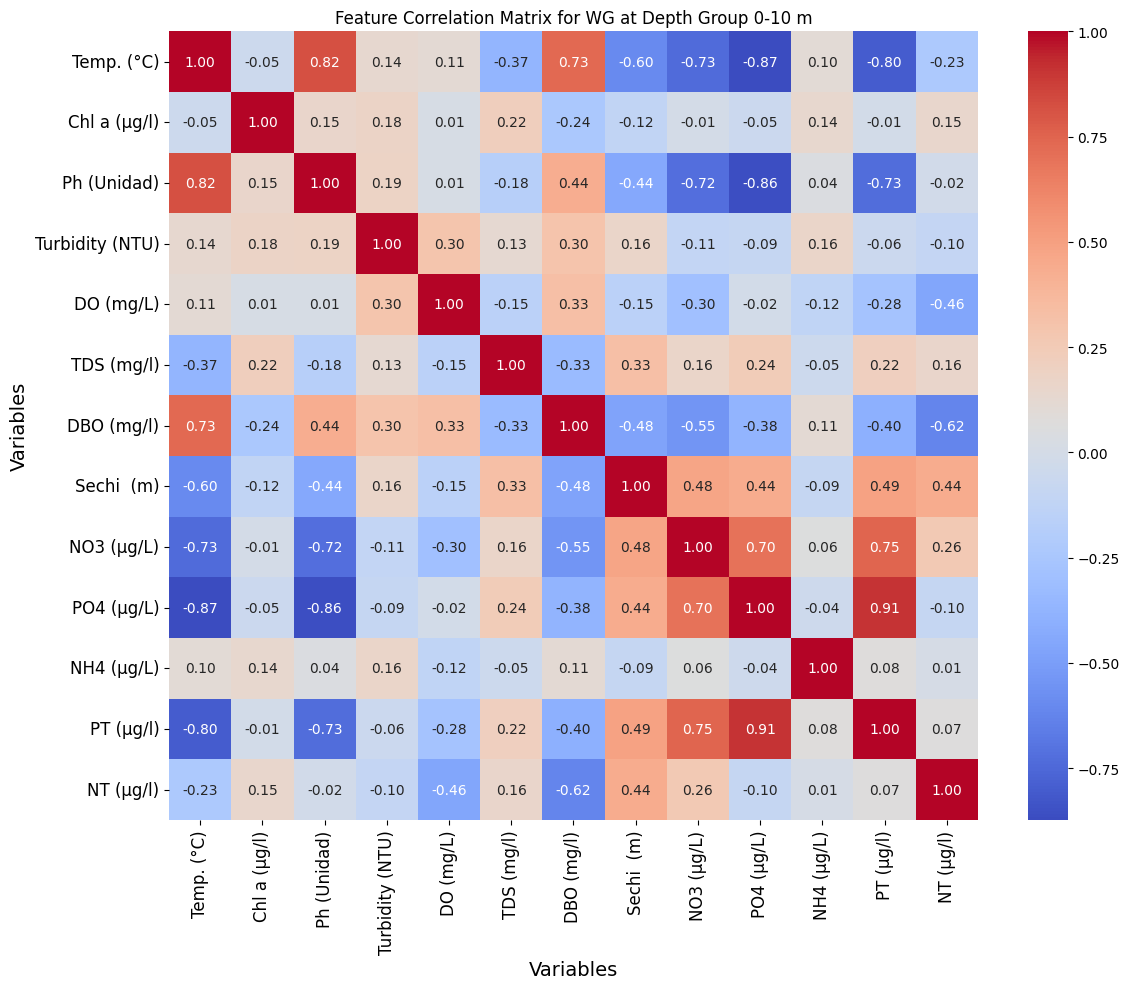 Feature Correlation Matrix for WG at Depth Group 0-10 m
Temp. (°C) 1.00 -0.05 0.82 0.14 0.11 -0.37 0.73 -0.60 -0.73 -0.87 0.10 -0.80 -0.23
Chl a (µg/l) -0.05 1.00 0.15 0.18 0.01 0.22 -0.24 -0.12 -0.01 -0.05 0.14 -0.01 0.15
Ph (Unidad) 0.82 0.15 1.00 0.19 0.01 -0.18 0.44 -0.44 -0.72 -0.86 0.04 -0.73 -0.02
Turbidity (NTU) 0.14 0.18 0.19 1.00 0.30 0.13 0.30 0.16 -0.11 -0.09 0.16 -0.06 -0.10
DO (mg/L) 0.11 0.01 0.01 0.30 1.00 -0.15 0.33 -0.15 -0.30 -0.02 -0.12 -0.28 -0.46
TDS (mg/l) -0.37 0.22 -0.18 0.13 -0.15 1.00 -0.33 0.33 0.16 0.24 -0.05 0.22 0.16
DBO (mg/l) 0.73 -0.24 0.44 0.30 0.33 -0.33 1.00 -0.48 -0.55 -0.38 0.11 -0.40 -0.62
Sechi  (m) -0.60 -0.12 -0.44 0.16 -0.15 0.33 -0.48 1.00 0.48 0.44 -0.09 0.49 0.44
NO3 (µg/L) -0.73 -0.01 -0.72 -0.11 -0.30 0.16 -0.55 0.48 1.00 0.70 0.06 0.75 0.26
PO4 (µg/L) -0.87 -0.05 -0.86 -0.09 -0.02 0.24 -0.38 0.44 0.70 1.00 -0.04 0.91 -0.10
NH4 (µg/L) 0.10 0.14 0.04 0.16 -0.12 -0.05 0.11 -0.09 0.06 -0.04 1.00 0.08 0.01
PT (µg/l) -0.80 -0.01 -0.73 -0.06 -0.28 0.22 -0.40 0.49 0.75 0.91 0.08 1.00 0.07
NT (µg/l) -0.23 0.15 -0.02 -0.10 -0.46 0.16 -0.62 0.44 0.26 -0.10 0.01 0.07 1.00
Variables
Temp. (°C)
Chl a (µg/l)
Ph (Unidad)
Turbidity (NTU)
DO (mg/L)
TDS (mg/l)
DBO (mg/l)
Sechi  (m)
NO3 (µg/L)
PO4 (µg/L)
NH4 (µg/L)
PT (µg/l)
NT (µg/l)
Variables
1.00
0.75
0.50
0.25
0.00
−0.25
−0.50
−0.75